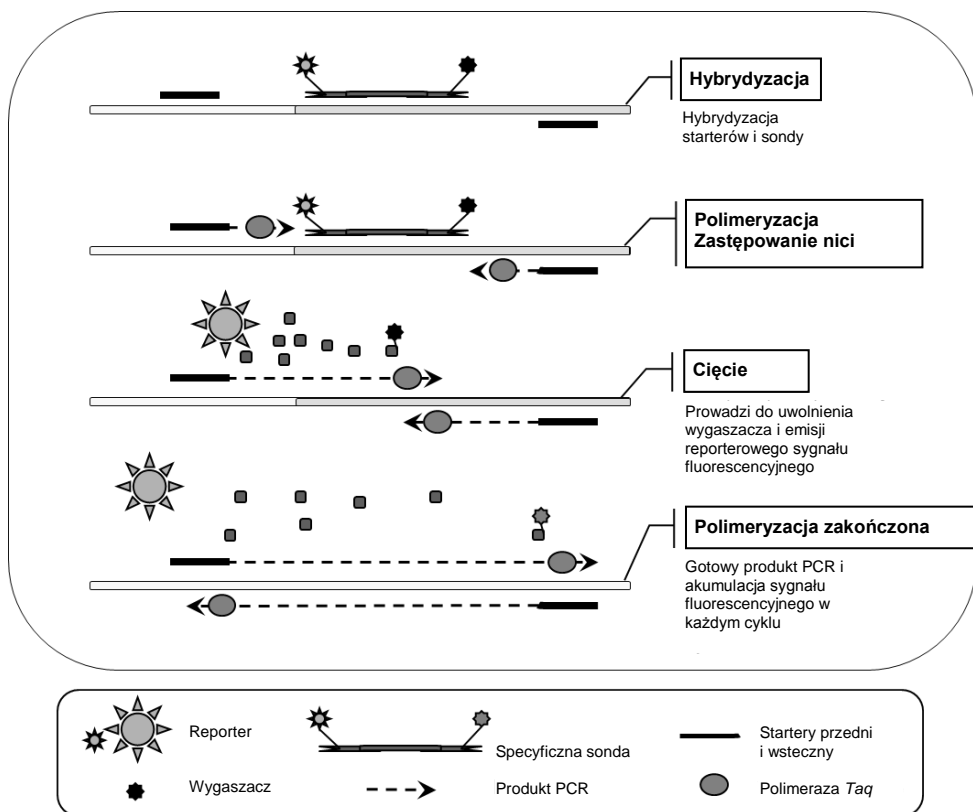 Hybrydyzacja
Hybrydyzacja
starterów i sondy
Polimeryzacja
Zastępowanie nici
Cięcie
Prowadzi do uwolnienia
wygaszacza i emisji
reporterowego sygnału
fluorescencyjnego
Polimeryzacja zakończona
Gotowy produkt PCR i
akumulacja sygnału
fluorescencyjnego w
każdym cyklu
Reporter
Specyficzna sonda
Startery przedni
i wsteczny
Wygaszacz
Produkt PCR
Polimeraza Taq